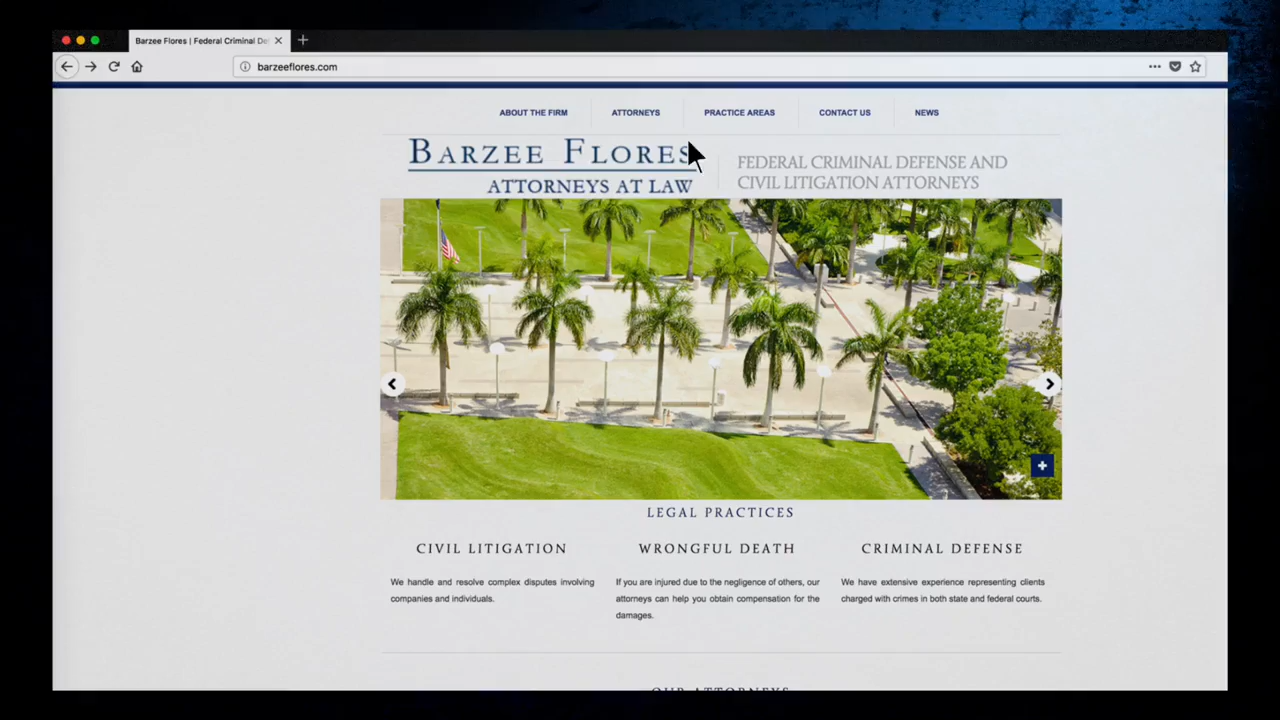 Barzee Flores | Federal Criminal De
barzeeflores.com
ABOUT THE FIRM
ATTORNEYS
PRACTICE AREAS
CONTACT US
NEWS
BARZEE FLORES
ATTORNEYS AT LAW
FEDERAL CRIMINAL DEFENSE AND
CIVIL LITIGATION ATTORNEYS
LEGAL PRACTICES
CIVIL LITIGATION
We handle and resolve complex disputes involving
companies and individuals.
WRONGFUL DEATH
If you are injured due to the negligence of others, our
attorneys can help you obtain compensation for the
damages.
CRIMINAL DEFENSE
We have extensive experience representing clients
charged with crimes in both state and federal courts.
OUR ATTORNEYS